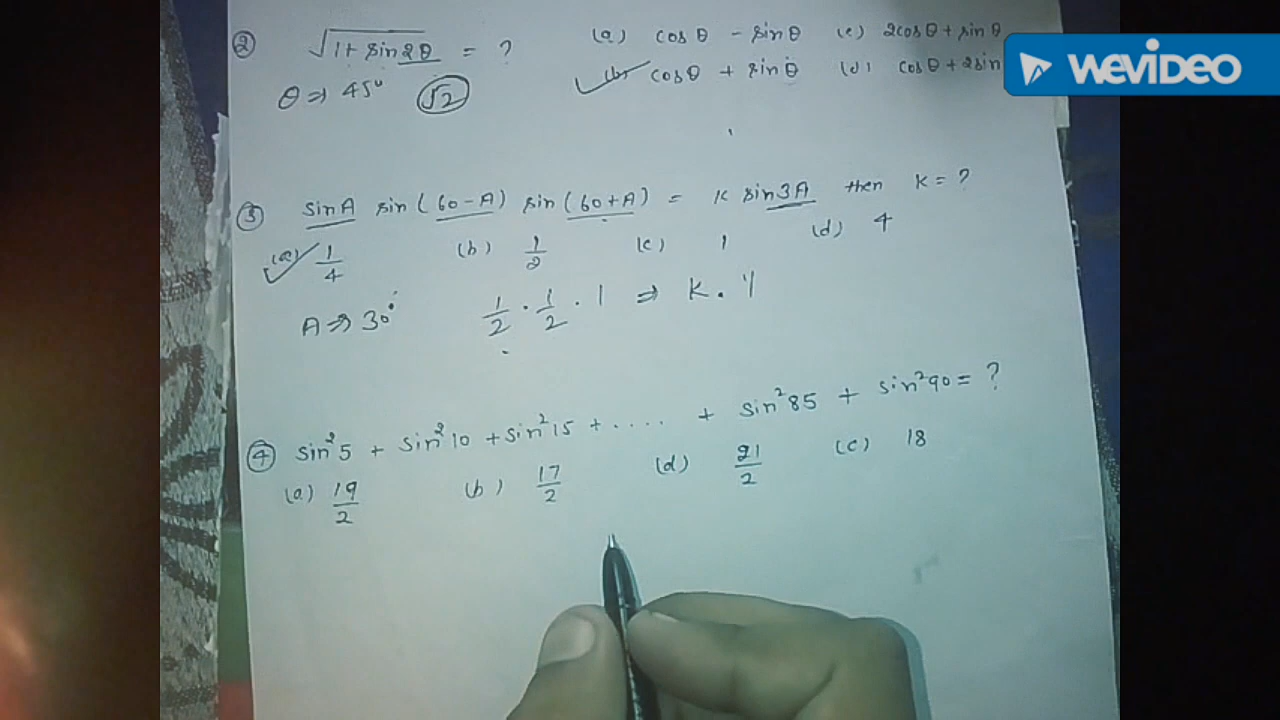 ② √1+sin2θ = ? (a) cosθ - sinθ (c) 2cosθ + sinθ
θ ⇒ 45° √2 (b) cosθ + sinθ (d) cosθ + 2sin
WEVIDEO
③ sinA sin(60-A) sin(60+A) = K sin3A then K = ?
(a) 1/4 (b) 1/2 (c) 1 (d) 4
A ⇒ 30° 1/2 · 1/2 · 1 ⇒ K . 1
④ sin²5 + sin²10 + sin²15 + .... + sin²85 + sin²90 = ?
(a) 19/2 (b) 17/2 (d) 21/2 (c) 18